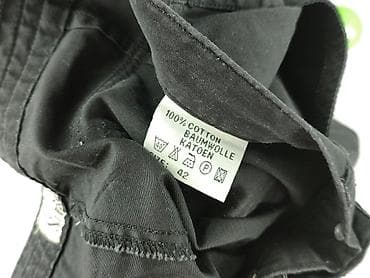 100% COTTON
BAUMWOLLE
KATOEN
P
42